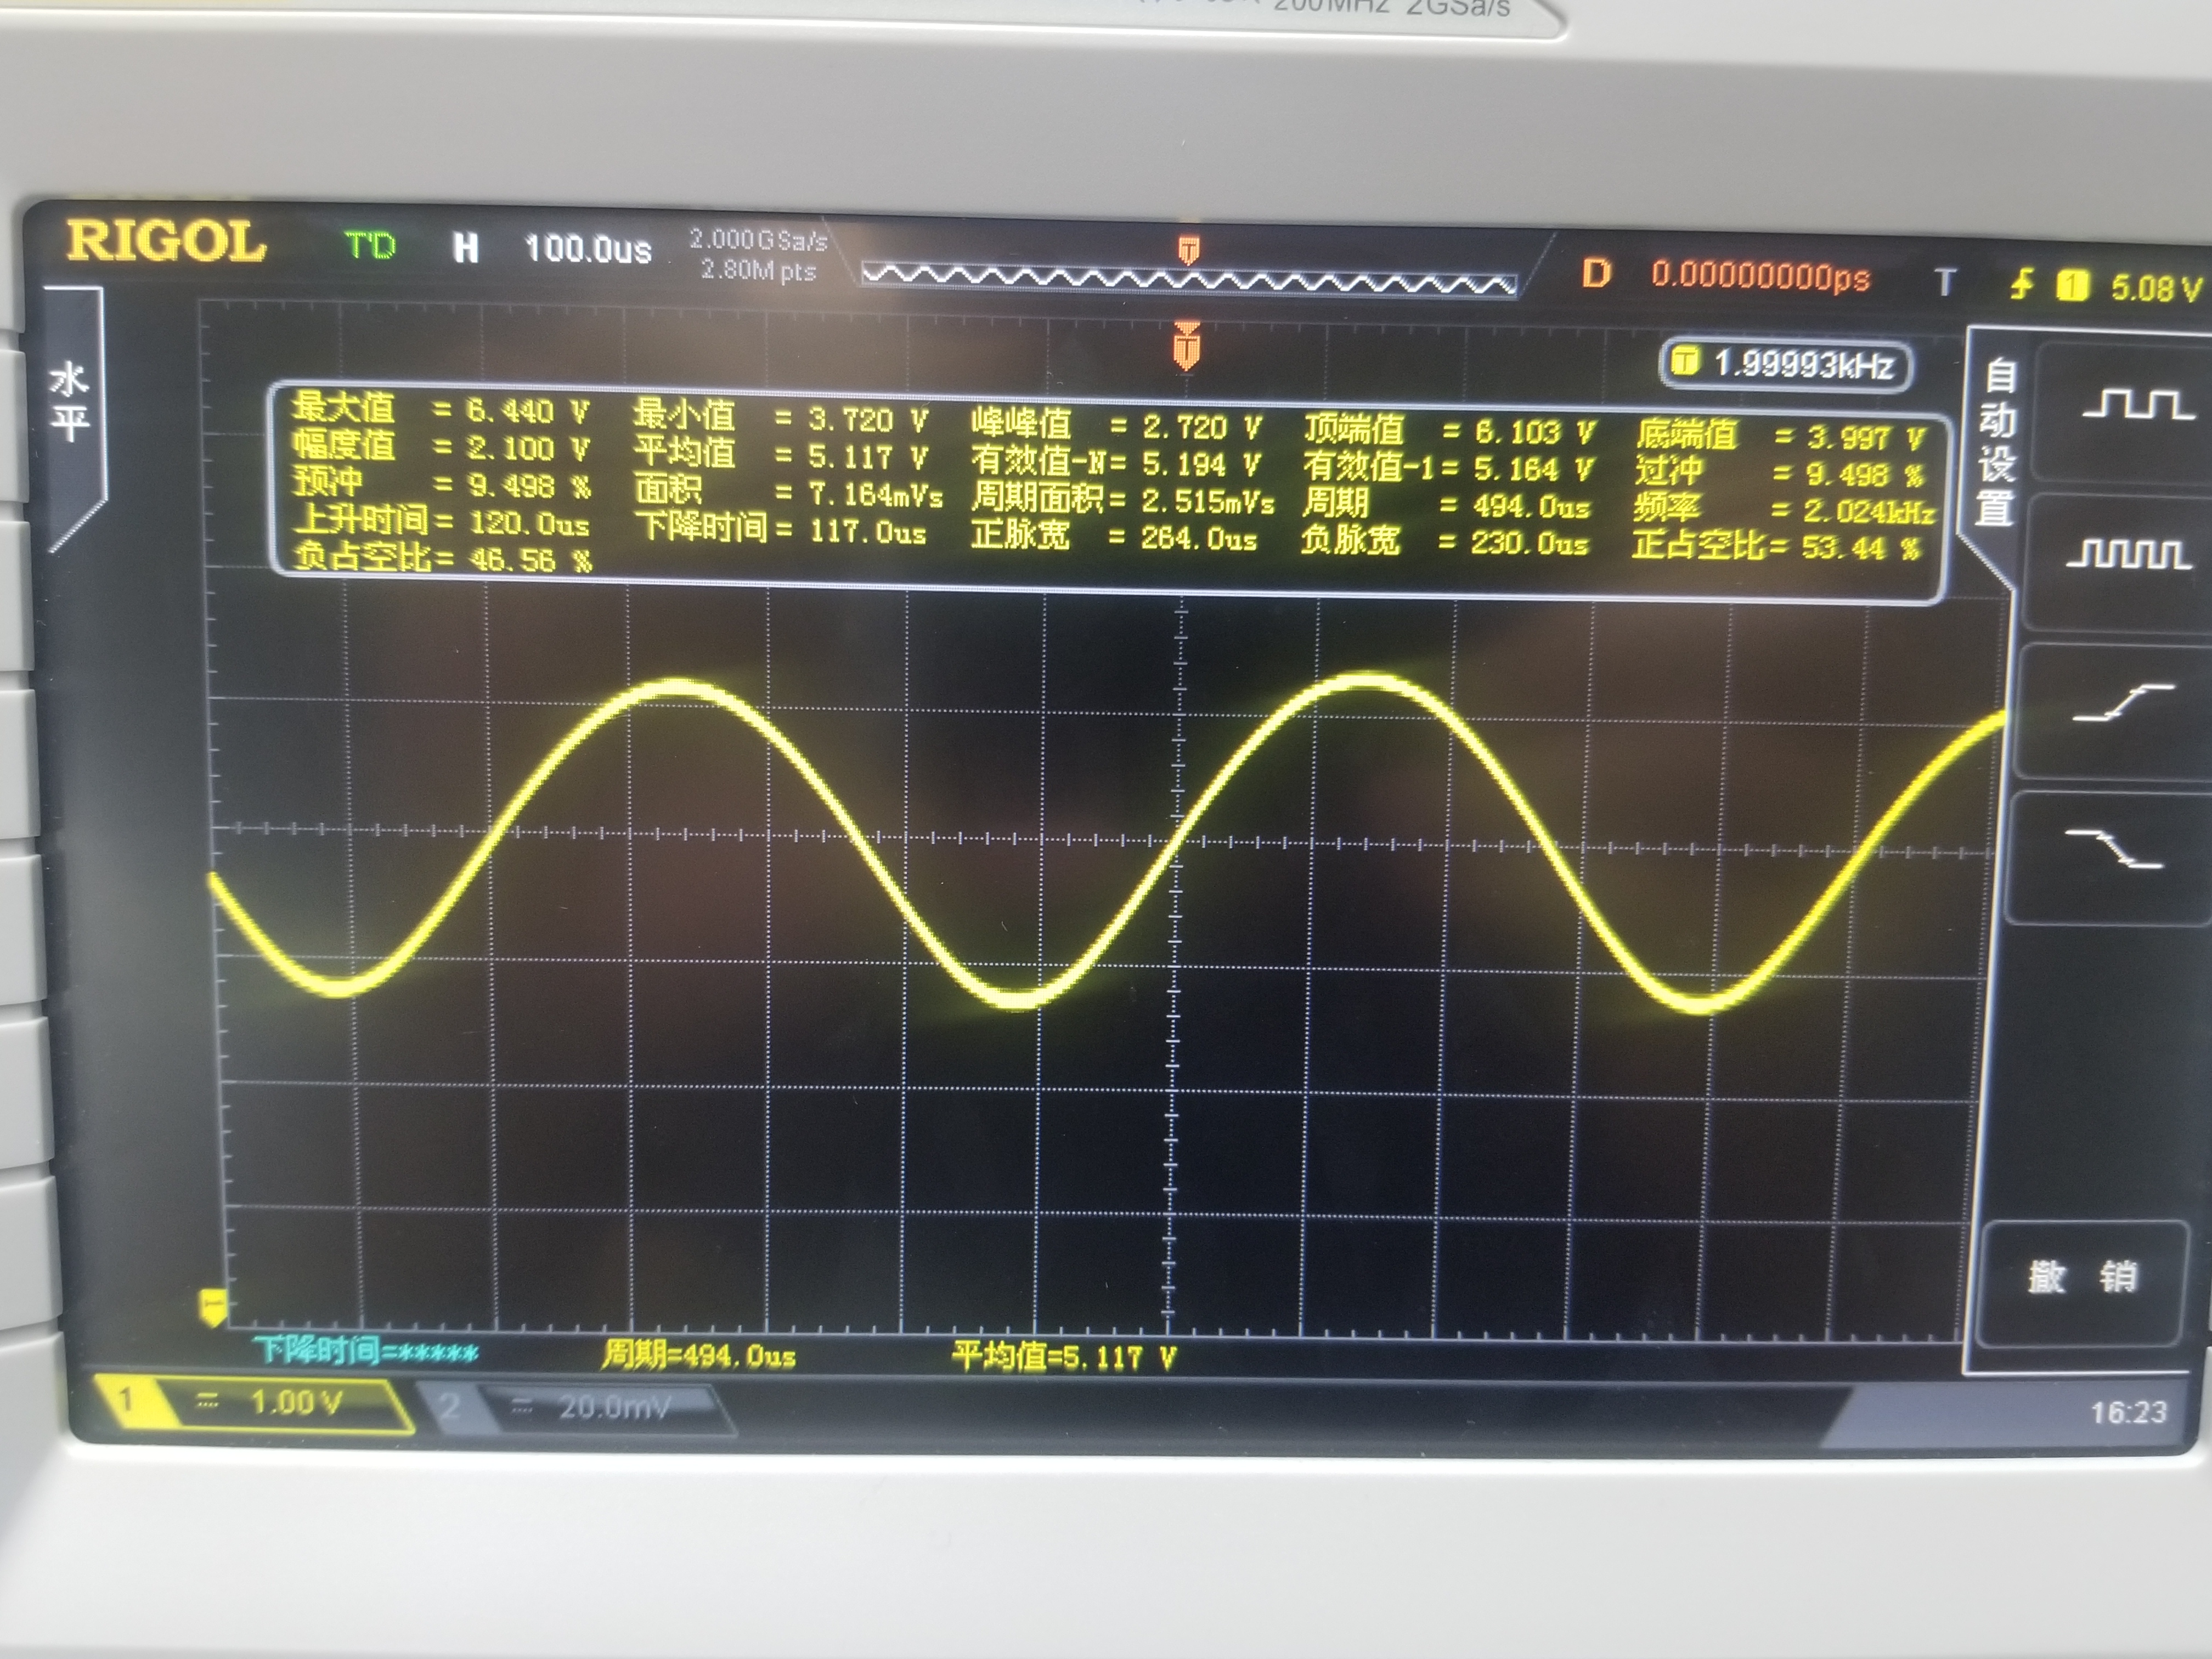 200MHz 2GSa/s
RIGOL T'D H 100.0us 2.000GSa/s D 0.00000000ps T 1 5.08 V
2.80M pts
T
T
水平
T 1.99993kHz
自动设置
最大值 = 6.440 V 最小值 = 3.720 V 峰峰值 = 2.720 V 顶端值 = 6.103 V 底端值 = 3.997 V
幅度值 = 2.100 V 平均值 = 5.117 V 有效值-N= 5.194 V 有效值-1= 5.164 V 过冲 = 9.498 %
预冲 = 9.498 % 面积 = 7.164mVs 周期面积= 2.515mVs 周期 = 494.0us 频率 = 2.024kHz
上升时间= 120.0us 下降时间= 117.0us 正脉宽 = 264.0us 负脉宽 = 230.0us 正占空比= 53.44 %
负占空比= 46.56 %
撤 销
下降时间=***** 周期=494.0us 平均值=5.117 V
1 1.00 V 2 20.0mV 16:23